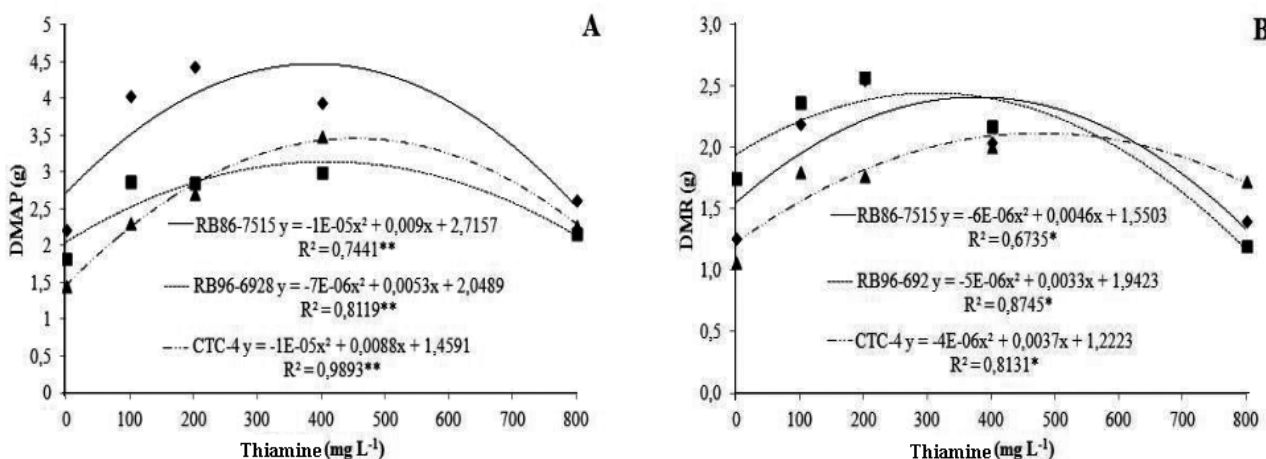 A
DMAP (g)
5
4,5
4
3,5
3
2,5
2
1,5
1
0,5
0
RB86-7515 y = -1E-05x² + 0,009x + 2,7157
R² = 0,7441**
RB96-6928 y = -7E-06x² + 0,0053x + 2,0489
R² = 0,8119**
CTC-4 y = -1E-05x² + 0,0088x + 1,4591
R² = 0,9893**
0 100 200 300 400 500 600 700 800
Thiamine (mg L⁻¹)
B
DMR (g)
3,0
2,5
2,0
1,5
1,0
0,5
0,0
RB86-7515 y = -6E-06x² + 0,0046x + 1,5503
R² = 0,6735*
RB96-692 y = -5E-06x² + 0,0033x + 1,9423
R² = 0,8745*
CTC-4 y = -4E-06x² + 0,0037x + 1,2223
R² = 0,8131*
0 100 200 300 400 500 600 700 800
Thiamine (mg L⁻¹)